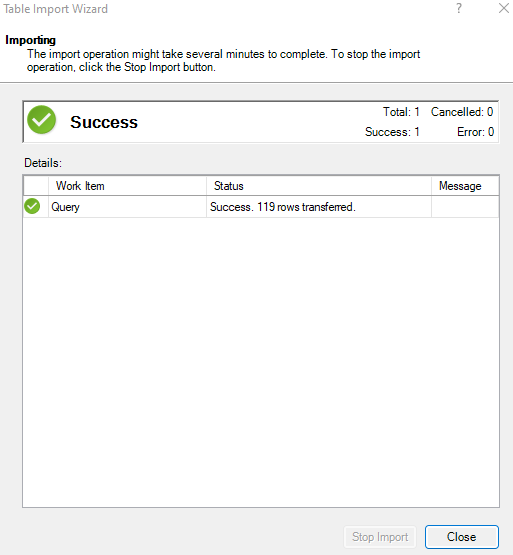 Table Import Wizard ?
Importing
The import operation might take several minutes to complete. To stop the import
operation, click the Stop Import button.
Success
Total: 1 Cancelled: 0
Success: 1 Error: 0
Details:
Work Item Status Message
Query Success. 119 rows transferred.
Stop Import Close